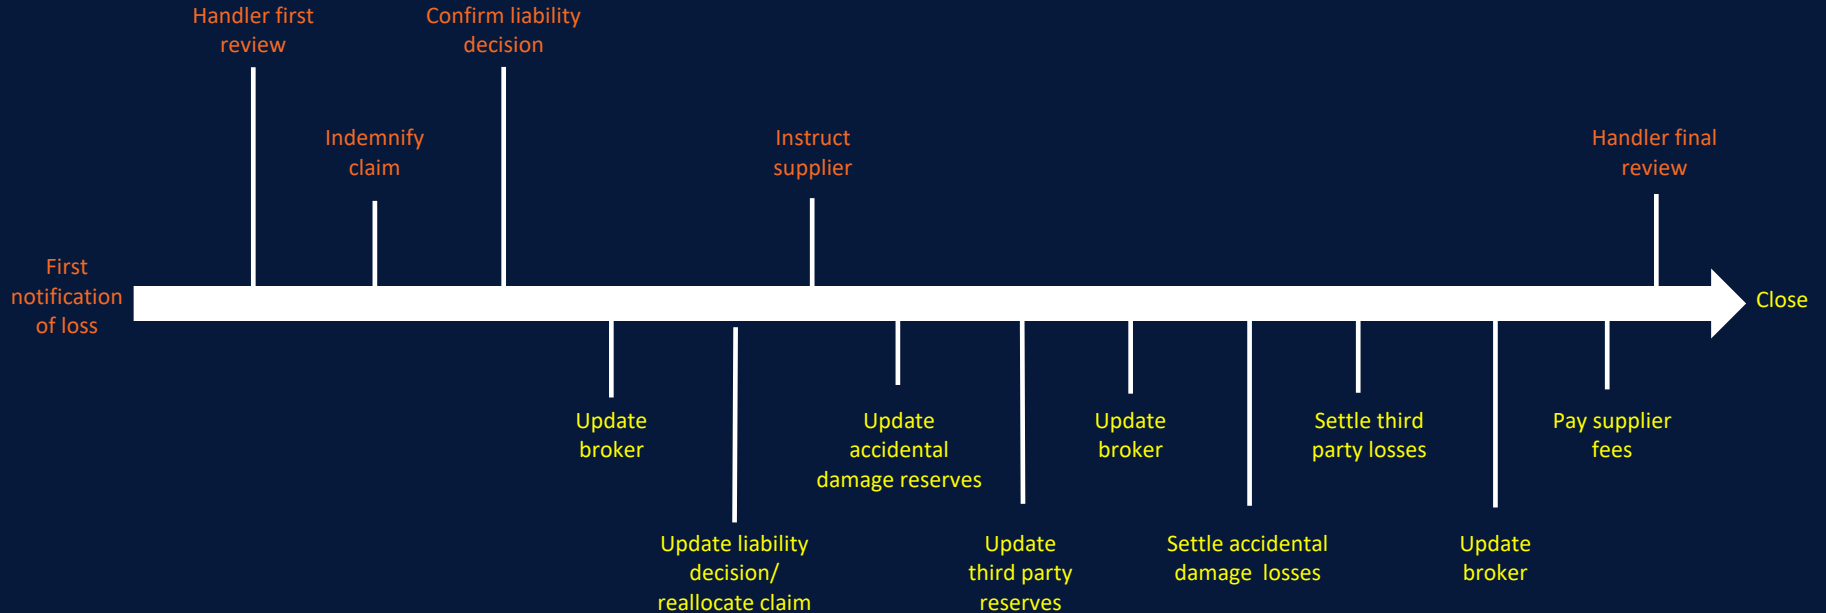 Handler first
review
Confirm liability
decision
Indemnify
claim
Instruct
supplier
Handler final
review
First
notification
of loss
Close
Update
broker
Update
accidental
damage reserves
Update
broker
Settle third
party losses
Pay supplier
fees
Update liability
decision/
reallocate claim
Update
third party
reserves
Settle accidental
damage losses
Update
broker